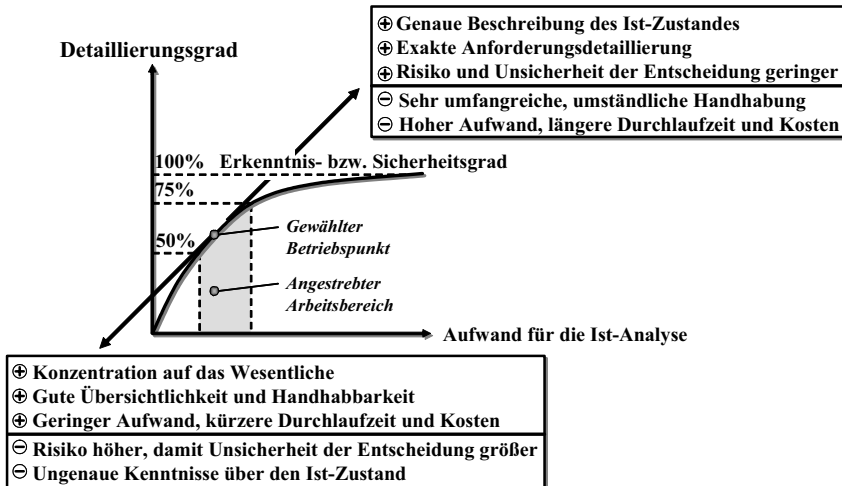 ⊕ Genaue Beschreibung des Ist-Zustandes
⊕ Exakte Anforderungsdetaillierung
⊕ Risiko und Unsicherheit der Entscheidung geringer
⊖ Sehr umfangreiche, umständliche Handhabung
⊖ Hoher Aufwand, längere Durchlaufzeit und Kosten
Detaillierungsgrad
100% Erkenntnis- bzw. Sicherheitsgrad
75%
50%
Gewählter
Betriebspunkt
Angestrebter
Arbeitsbereich
Aufwand für die Ist-Analyse
⊕ Konzentration auf das Wesentliche
⊕ Gute Übersichtlichkeit und Handhabbarkeit
⊕ Geringer Aufwand, kürzere Durchlaufzeit und Kosten
⊖ Risiko höher, damit Unsicherheit der Entscheidung größer
⊖ Ungenaue Kenntnisse über den Ist-Zustand